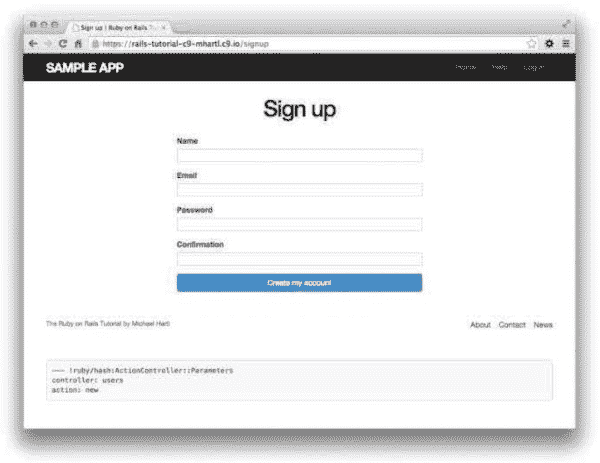 Sign up | Ruby on Rails T...
https://rails-tutorial-c9-mhartl.c9.io/signup
SAMPLE APP
Home Help Log in
Sign up
Name
Email
Password
Confirmation
Create my account
The Ruby on Rails Tutorial by Michael Hartl
About Contact News
--- !ruby/hash:ActionController::Parameters
controller: users
action: new